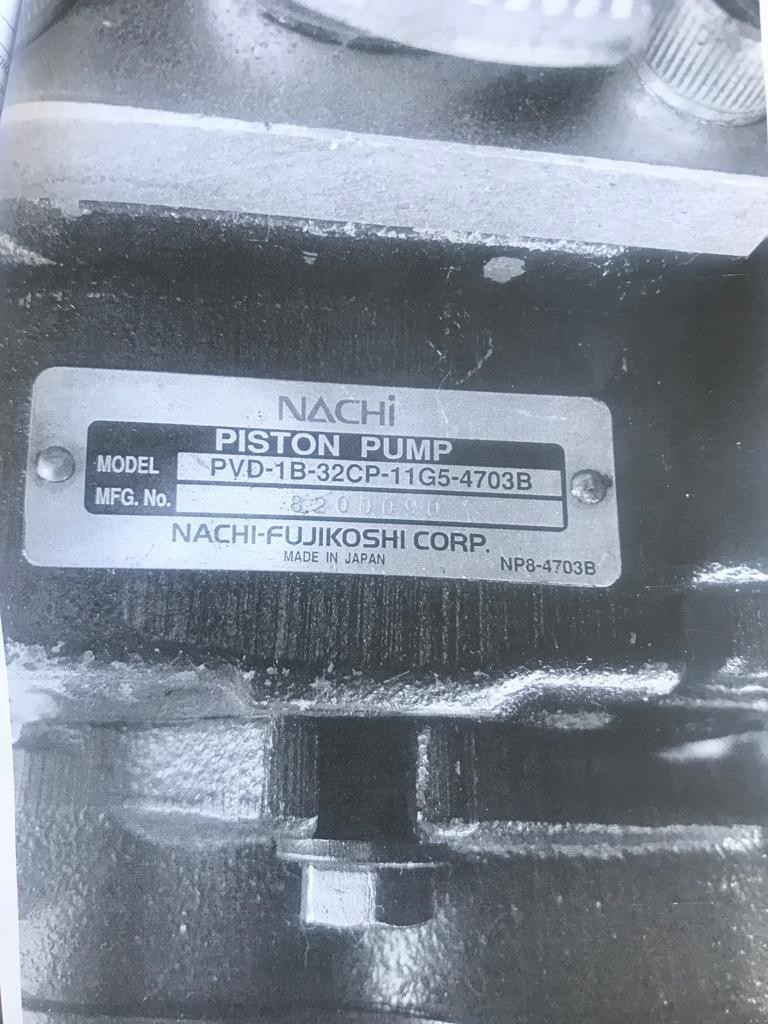 NACHi
PISTON PUMP
MODEL PVD-1B-32CP-11G5-4703B
MFG. No. 8200090
NACHI-FUJIKOSHI CORP.
MADE IN JAPAN
NP8-4703B